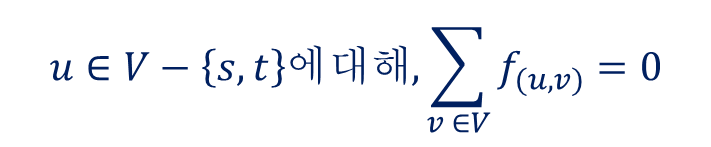 u ∈ V − {s, t}에 대해, ∑_{v ∈V} f_{(u,v)} = 0